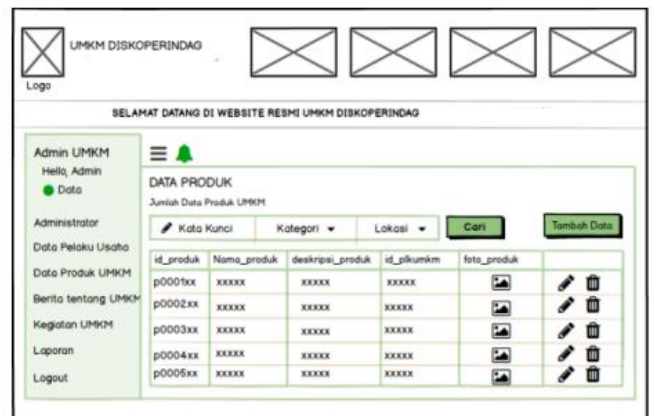 UMKM DISKOPERINDAG
Logo
SELAMAT DATANG DI WEBSITE RESMI UMKM DISKOPERINDAG
Admin UMKM
Hello, Admin
Data
Administrator
Data Pelaku Usaha
Data Produk UMKM
Berita tentang UMKM
Kegiatan UMKM
Laporan
Logout
DATA PRODUK
Jumlah Data Produk UMKM
Kata Kunci Kategori Lokasi Cari Tambah Data
id_produk Nama_produk deskripsi_produk id_plkumkm foto_produk
p0001xx xxxxx xxxxx xxxxx
p0002xx xxxxx xxxxx xxxxx
p0003xx xxxxx xxxxx xxxxx
p0004xx xxxxx xxxxx xxxxx
p0005xx xxxxx xxxxx xxxxx